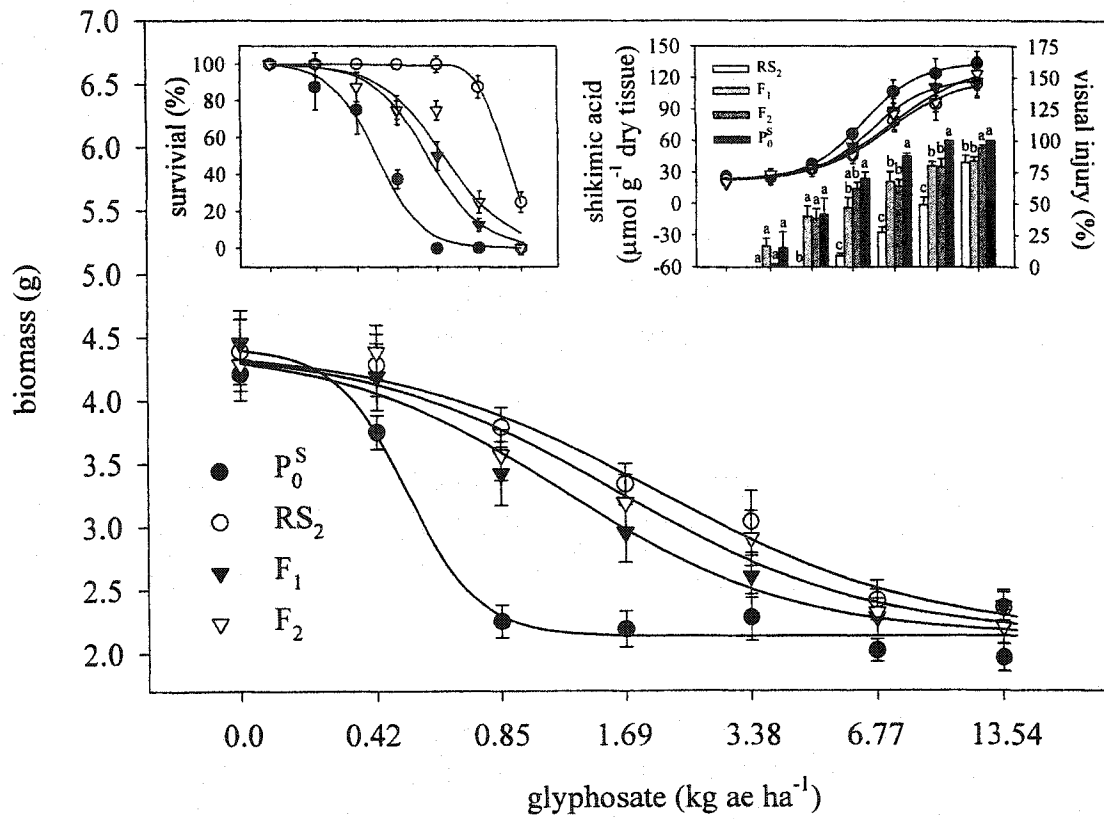 7.0
6.5
6.0
5.5
5.0
4.5
4.0
3.5
3.0
2.5
2.0
biomass (g)
0.0 0.42 0.85 1.69 3.38 6.77 13.54
glyphosate (kg ae ha⁻¹)
P₀ˢ
RS₂
F₁
F₂
survivial (%)
100
80
60
40
20
0
shikimic acid
(µmol g⁻¹ dry tissue)
150
120
90
60
30
0
-30
-60
RS₂
F₁
F₂
P₀ˢ
175
150
125
100
75
50
25
0
visual injury (%)
a a a a
b a a a
c ab b a
c b b a
c b b a
b b a a